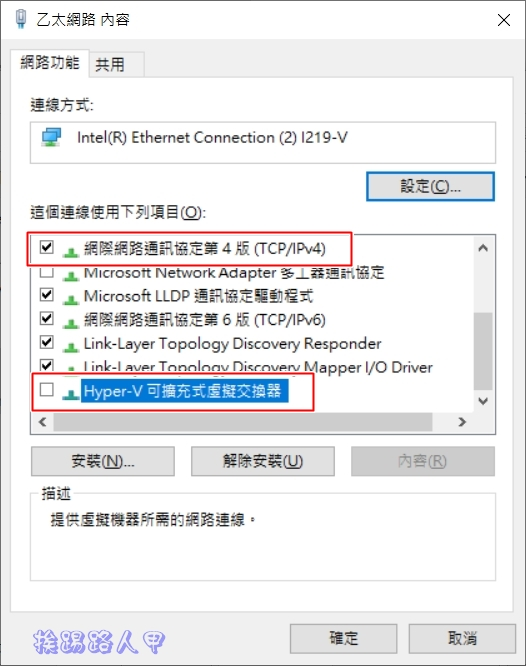 乙太網路 內容
網路功能 共用
連線方式:
Intel(R) Ethernet Connection (2) I219-V
設定(C)...
這個連線使用下列項目(O):
網際網路通訊協定第 4 版 (TCP/IPv4)
Microsoft Network Adapter 多工器通訊協定
Microsoft LLDP 通訊協定驅動程式
網際網路通訊協定第 6 版 (TCP/IPv6)
Link-Layer Topology Discovery Responder
Link-Layer Topology Discovery Mapper I/O Driver
Hyper-V 可擴充式虛擬交換器
安裝(N)... 解除安裝(U) 內容(R)
描述
提供虛擬機器所需的網路連線。
挨踢路人甲
確定 取消